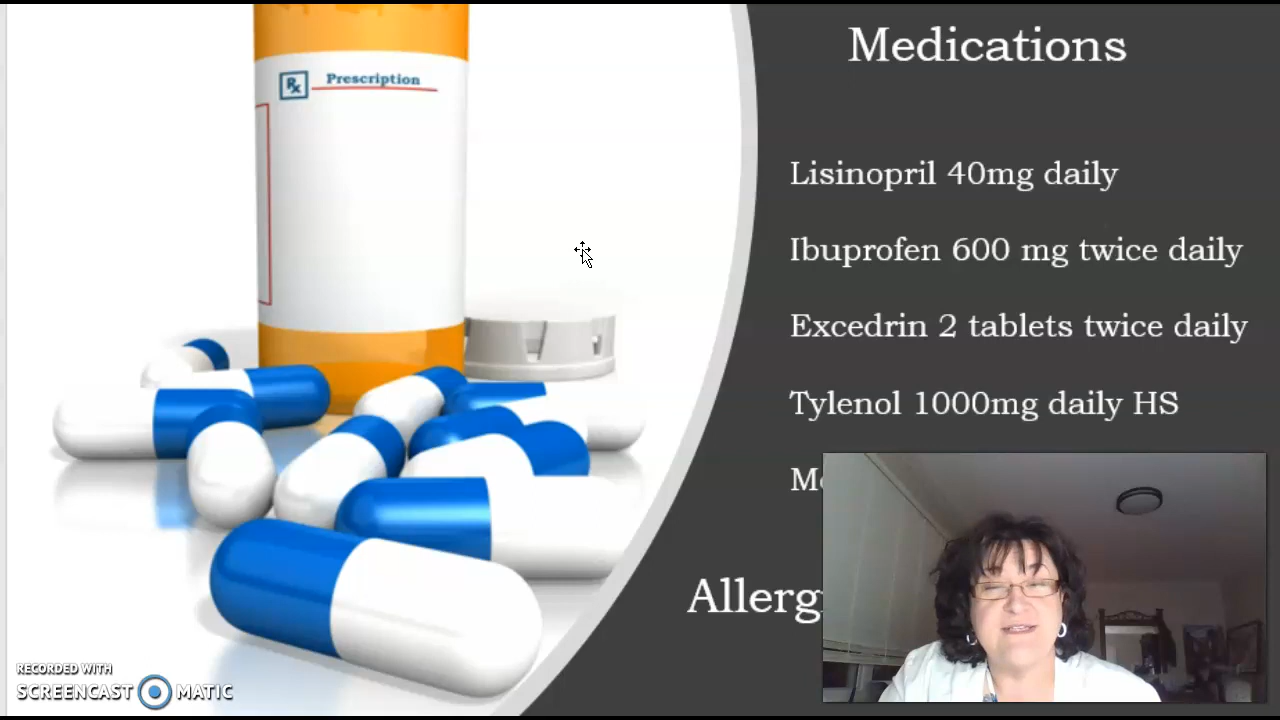 Medications
Rx Prescription
Lisinopril 40mg daily
Ibuprofen 600 mg twice daily
Excedrin 2 tablets twice daily
Tylenol 1000mg daily HS
RECORDED WITH
SCREENCAST MATIC